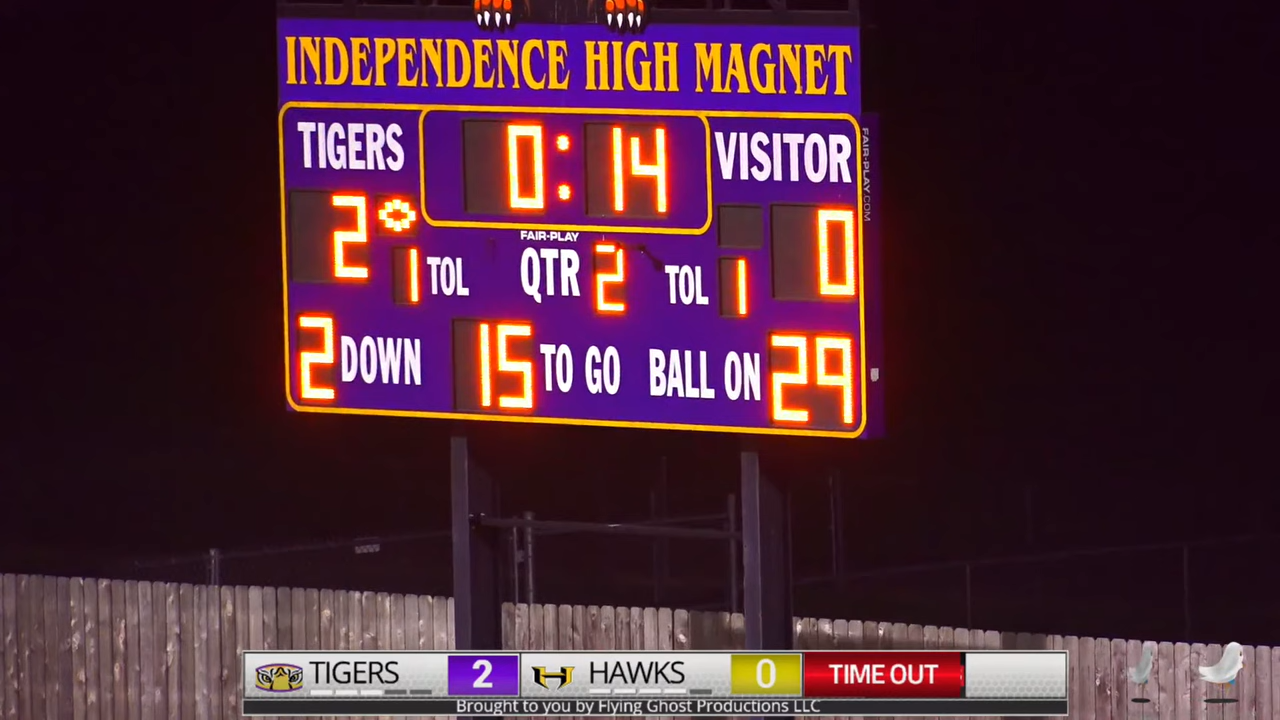 INDEPENDENCE HIGH MAGNET
TIGERS 0:14 VISITOR
2 0
FAIR-PLAY
1 TOL QTR 2 TOL 1
2 DOWN 15 TO GO BALL ON 29
FAIR-PLAY.COM
TIGERS 2 H HAWKS 0 TIME OUT
Brought to you by Flying Ghost Productions LLC